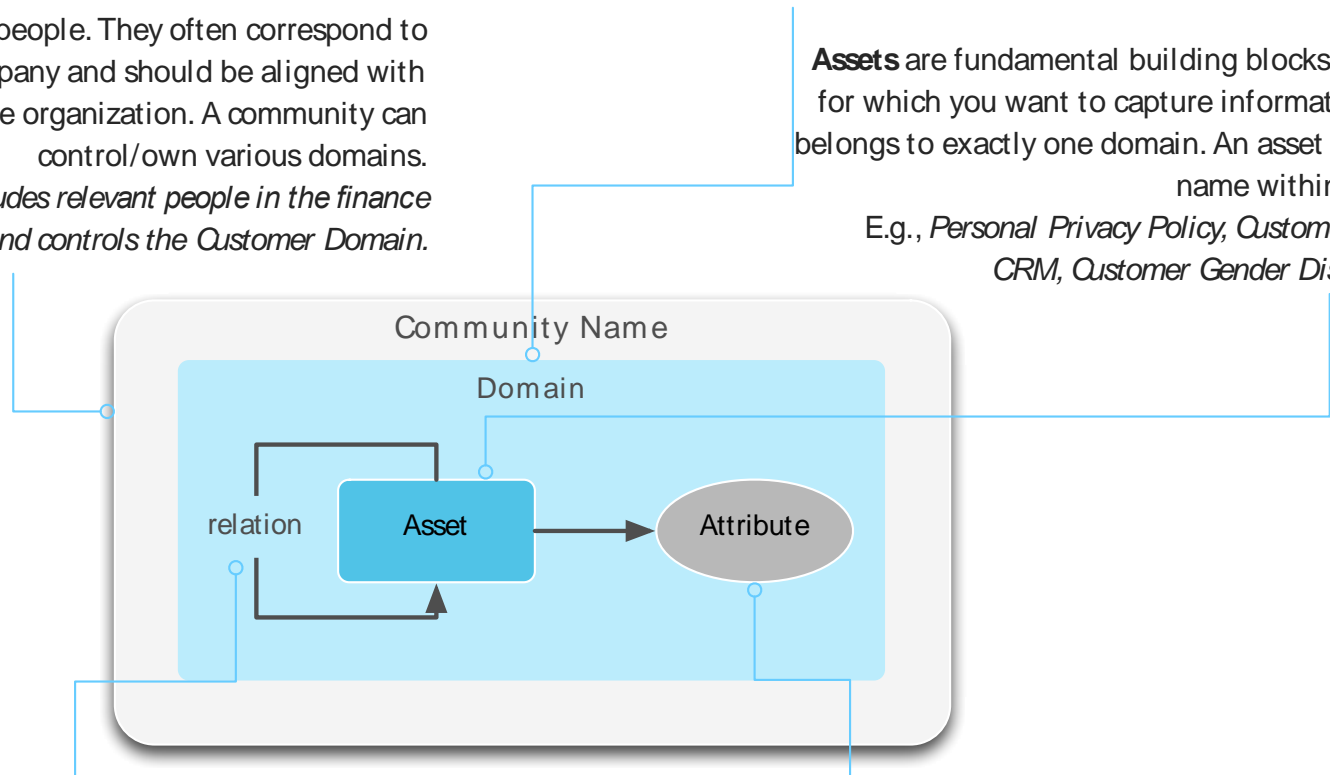 people. They often correspond to
pany and should be aligned with
e organization. A community can
control/own various domains.
udes relevant people in the finance
nd controls the Customer Domain.
Assets are fundamental building blocks
for which you want to capture informat
belongs to exactly one domain. An asset
name within
E.g., Personal Privacy Policy, Custom
CRM, Customer Gender Dis
Community Name
Domain
relation
Asset
Attribute